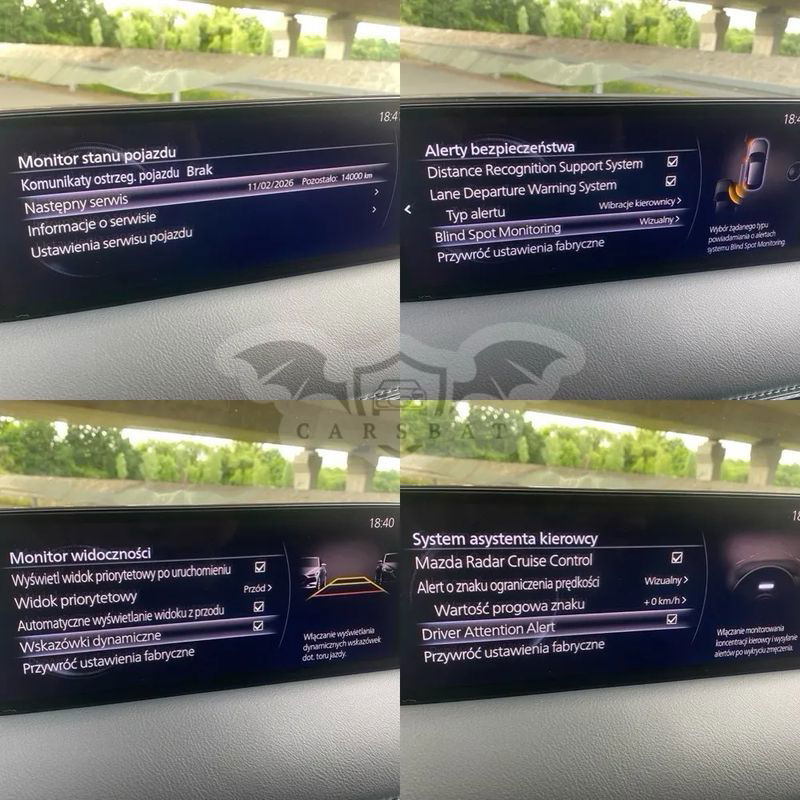 18:41
Monitor stanu pojazdu
Komunikaty ostrzeg. pojazdu Brak
Następny serwis 11/02/2026 Pozostało: 14000 km
Informacje o serwisie
Ustawienia serwisu pojazdu
18:4
Alerty bezpieczeństwa
Distance Recognition Support System
Lane Departure Warning System
Typ alertu Wibracje kierownicy
Blind Spot Monitoring Wizualny
Przywróć ustawienia fabryczne
Wybór żądanego typu
powiadamiania o alertach
systemu Blind Spot Monitoring.
CARSBAT
18:40
Monitor widoczności
Wyświetl widok priorytetowy po uruchomieniu
Widok priorytetowy Przód
Automatyczne wyświetlanie widoku z przodu
Wskazówki dynamiczne
Przywróć ustawienia fabryczne
Włączanie wyświetlania
dynamicznych wskazówek
dot. toru jazdy.
18
System asystenta kierowcy
Mazda Radar Cruise Control
Alert o znaku ograniczenia prędkości Wizualny
Wartość progowa znaku + 0 km/h
Driver Attention Alert
Przywróć ustawienia fabryczne
Włączanie monitorowania
koncentracji kierowcy i wysyłanie
alertów po wykryciu zmęczenia.